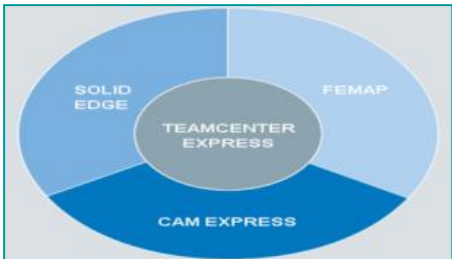 SOLID
EDGE
FEMAP
TEAMCENTER
EXPRESS
CAM EXPRESS